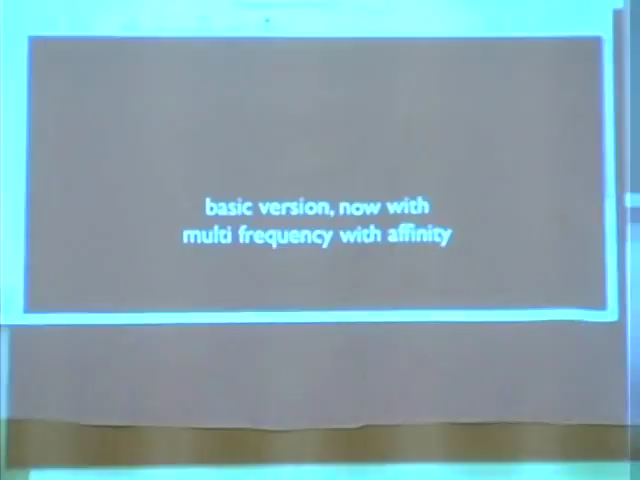 basic version, now with
multi frequency with affinity